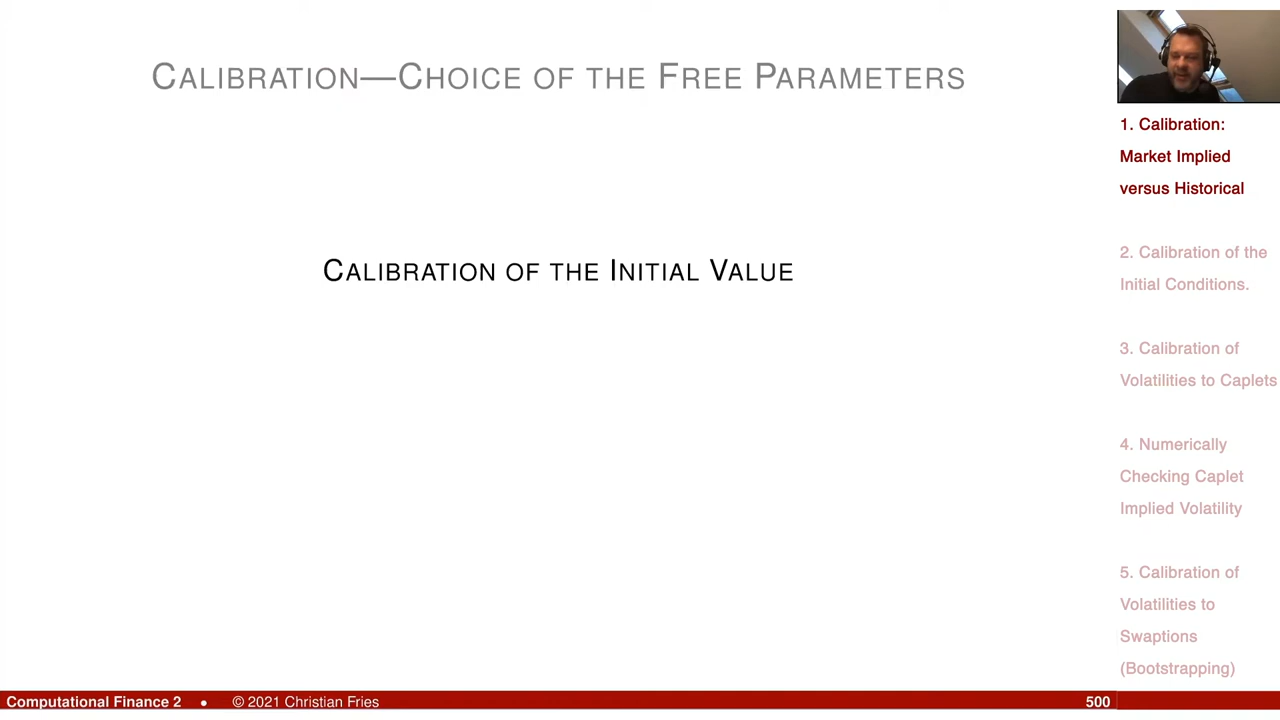 CALIBRATION—CHOICE OF THE FREE PARAMETERS
CALIBRATION OF THE INITIAL VALUE
1. Calibration:
Market Implied
versus Historical
2. Calibration of the
Initial Conditions.
3. Calibration of
Volatilities to Caplets
4. Numerically
Checking Caplet
Implied Volatility
5. Calibration of
Volatilities to
Swaptions
(Bootstrapping)
Computational Finance 2 • © 2021 Christian Fries 500